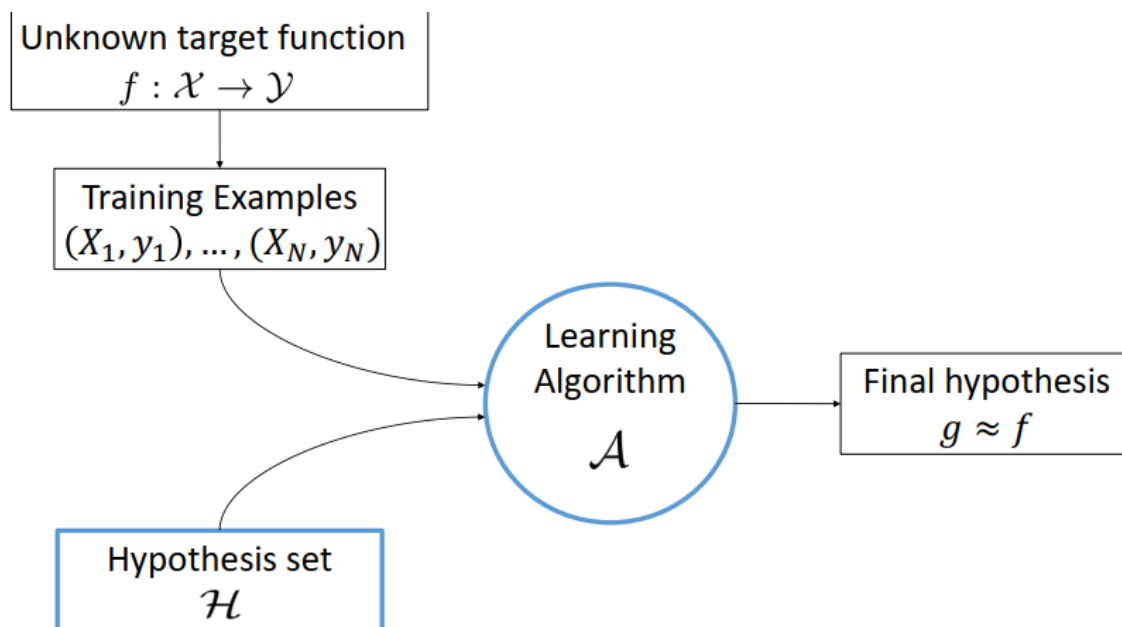 Unknown target function
f : 𝒳 → 𝒴
Training Examples
(X₁, y₁), … , (X_N, y_N)
Learning
Algorithm
𝒜
Final hypothesis
g ≈ f
Hypothesis set
ℋ